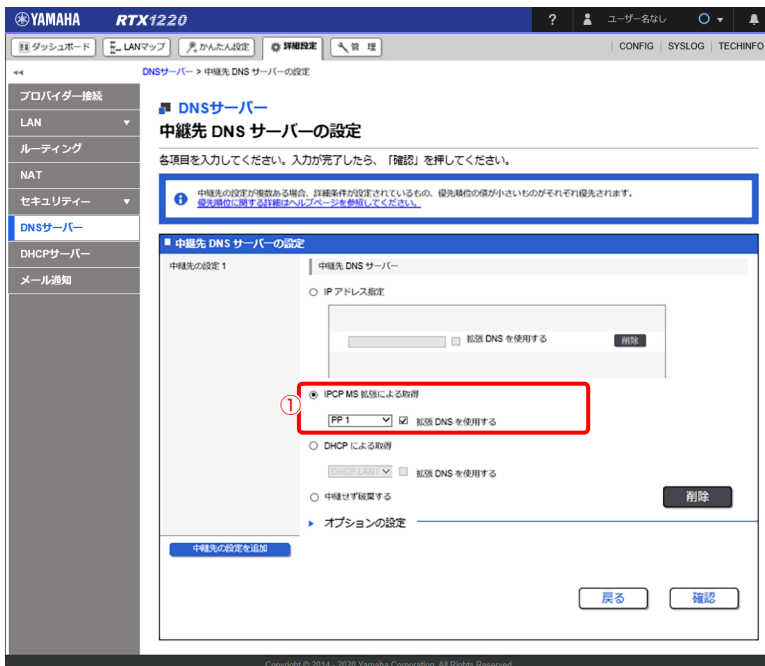 YAMAHA RTX1220 ? ユーザー名なし
ダッシュボード LANマップ かんたん設定 詳細設定 管 理 CONFIG SYSLOG TECHINFO
DNSサーバー > 中継先 DNS サーバーの設定
プロバイダー接続
LAN
ルーティング
NAT
セキュリティー
DNSサーバー
DHCPサーバー
メール通知
DNSサーバー
中継先 DNS サーバーの設定
各項目を入力してください。入力が完了したら、「確認」を押してください。
中継先の設定が複数ある場合、詳細条件が設定されているもの、優先順位の値が小さいものがそれぞれ優先されます。
優先順位に関する詳細はヘルプページを参照してください。
中継先 DNS サーバーの設定
中継先の設定 1
中継先 DNS サーバー
IP アドレス指定
拡張 DNS を使用する 削除
①
IPCP MS 拡張による取得
PP 1 拡張 DNS を使用する
DHCP による取得
DHCP LAN1 拡張 DNS を使用する
中継せず破棄する
削除
オプションの設定
中継先の設定を追加
戻る 確認
Copyright © 2014 - 2020 Yamaha Corporation. All Rights Reserved.